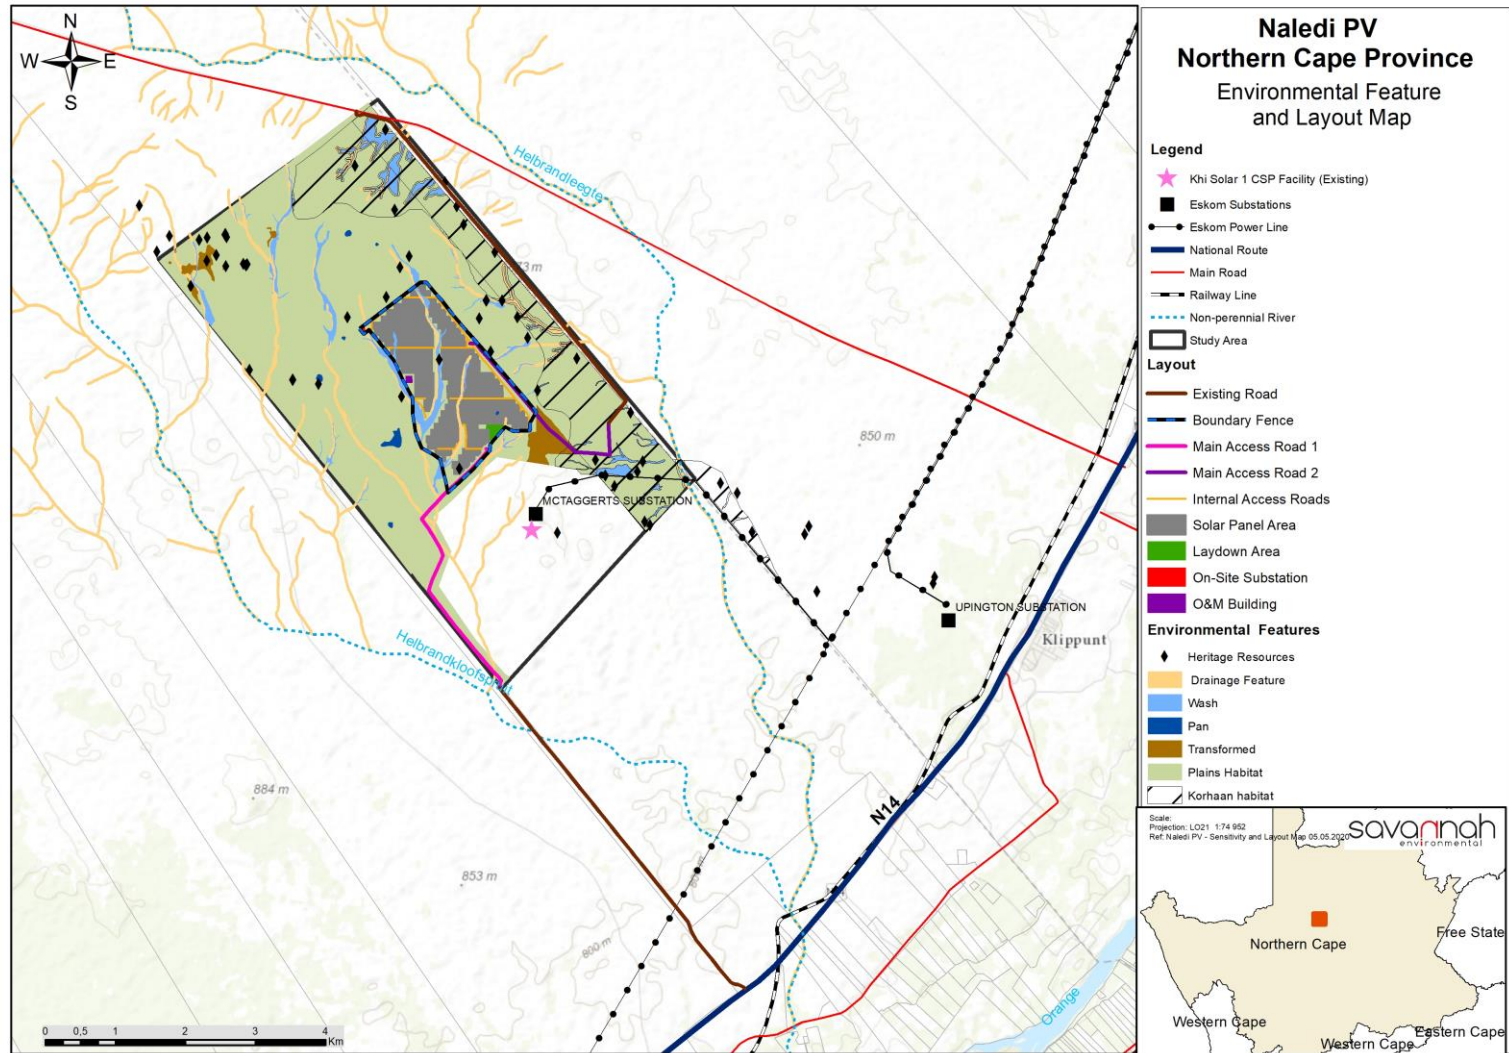 N
W E
S
Helbrandleegte
73 m
850 m
MCTAGGERTS SUBSTATION
UPINGTON SUBSTATION
Klippunt
Helbrandkloofspruit
884 m
853 m
800 m
N14
Orange
0 0,5 1 2 3 4
Km
Naledi PV
Northern Cape Province
Environmental Feature
and Layout Map
Legend
Khi Solar 1 CSP Facility (Existing)
Eskom Substations
Eskom Power Line
National Route
Main Road
Railway Line
Non-perennial River
Study Area
Layout
Existing Road
Boundary Fence
Main Access Road 1
Main Access Road 2
Internal Access Roads
Solar Panel Area
Laydown Area
On-Site Substation
O&M Building
Environmental Features
Heritage Resources
Drainage Feature
Wash
Pan
Transformed
Plains Habitat
Korhaan habitat
Scale:
Projection: LO21 1:74 952
Ref: Naledi PV - Sensitivity and Layout Map 05.05.2020
savannah
environmental
Northern Cape
Free State
Western Cape
Eastern Cape
Western Cape